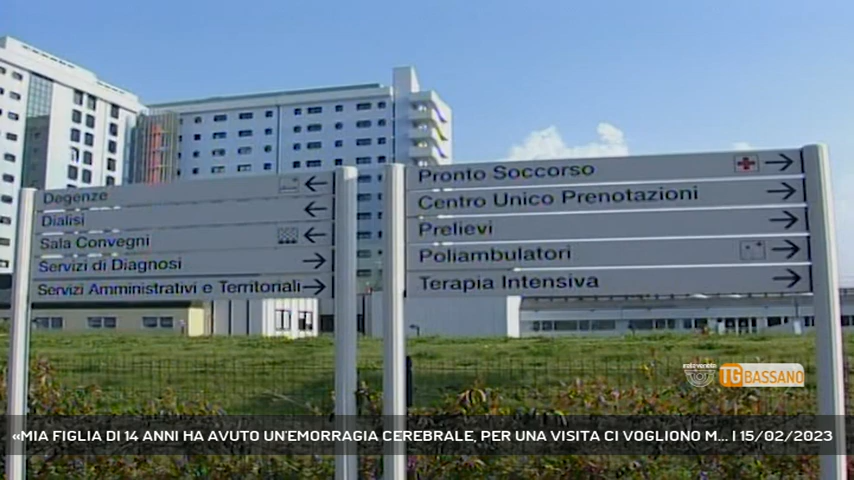 Degenze
Dialisi
Sala Convegni
Servizi di Diagnosi
Servizi Amministrativi e Territoriali
Pronto Soccorso
Centro Unico Prenotazioni
Prelievi
Poliambulatori
Terapia Intensiva
TG BASSANO
«MIA FIGLIA DI 14 ANNI HA AVUTO UN'EMORRAGIA CEREBRALE, PER UNA VISITA CI VOGLIONO M... | 15/02/2023